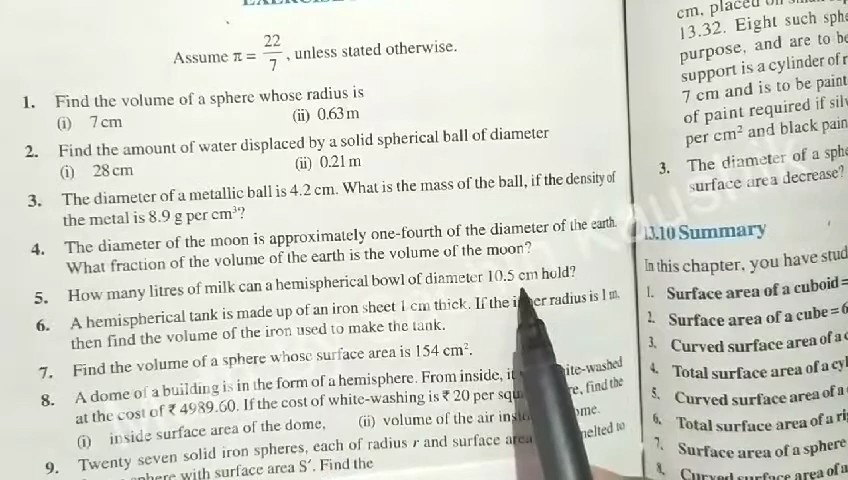 Assume π = 22/7, unless stated otherwise.
1. Find the volume of a sphere whose radius is
(i) 7 cm (ii) 0.63 m
2. Find the amount of water displaced by a solid spherical ball of diameter
(i) 28 cm (ii) 0.21 m
3. The diameter of a metallic ball is 4.2 cm. What is the mass of the ball, if the density of
the metal is 8.9 g per cm³?
4. The diameter of the moon is approximately one-fourth of the diameter of the earth.
What fraction of the volume of the earth is the volume of the moon?
5. How many litres of milk can a hemispherical bowl of diameter 10.5 cm hold?
6. A hemispherical tank is made up of an iron sheet 1 cm thick. If the radius is 1 m,
then find the volume of the iron used to make the tank.
7. Find the volume of a sphere whose surface area is 154 cm².
8. A dome of a building is in the form of a hemisphere. From inside, it
at the cost of ₹ 4989.60. If the cost of white-washing is ₹ 20 per find the
(i) inside surface area of the dome, (ii) volume of the air
9. Twenty seven solid iron spheres, each of radius r and surface
with surface area S′. Find the
cm, placed
13.32. Eight such
purpose, and are to
support is a cylinder of
7 cm and is to be
of paint required if
per cm² and black
3. The diameter of a
surface area decrease?
13.10 Summary
In this chapter, you have
1. Surface area of a cuboid =
2. Surface area of a cube =
3. Curved surface area of a
4. Total surface area of a
5. Curved surface area of a
6. Total surface area of a
7. Surface area of a sphere
8. Curved surface area of a